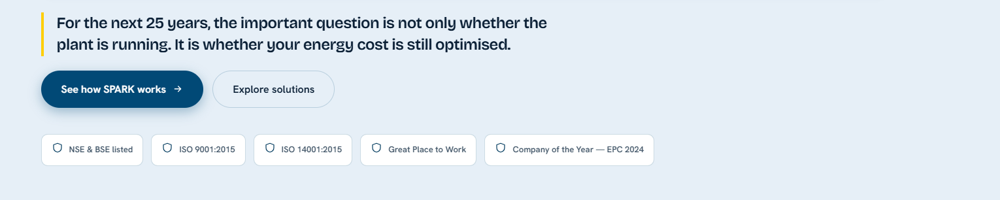 For the next 25 years, the important question is not only whether the
plant is running. It is whether your energy cost is still optimised.
See how SPARK works →
Explore solutions
NSE & BSE listed
ISO 9001:2015
ISO 14001:2015
Great Place to Work
Company of the Year — EPC 2024